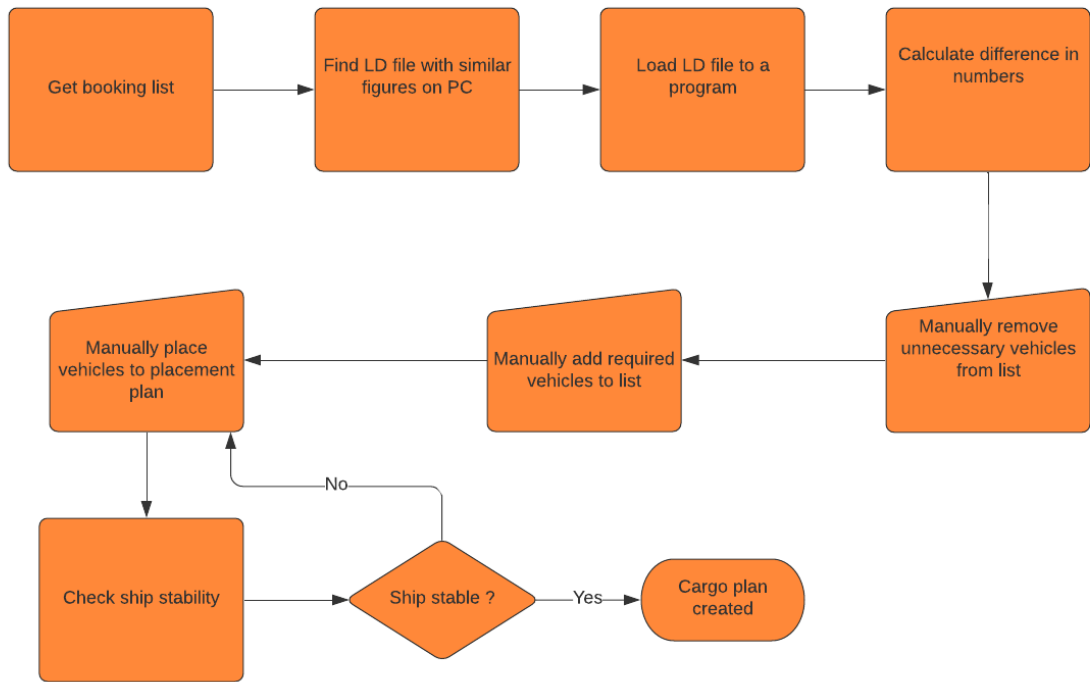 Get booking list
Find LD file with similar
figures on PC
Load LD file to a
program
Calculate difference in
numbers
Manually remove
unnecessary vehicles
from list
Manually add required
vehicles to list
Manually place
vehicles to placement
plan
Check ship stability
Ship stable ?
No
Yes
Cargo plan
created